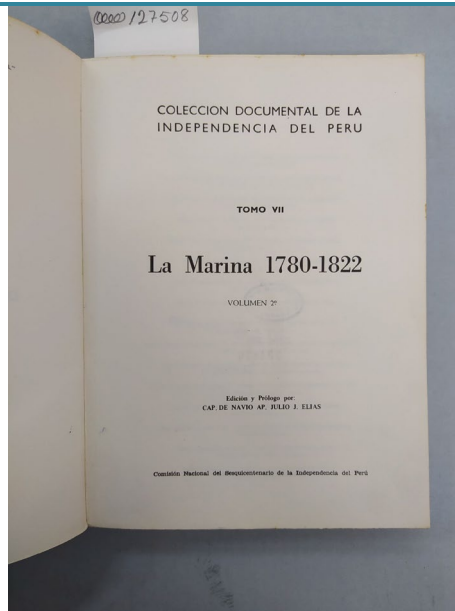 127508
COLECCION DOCUMENTAL DE LA
INDEPENDENCIA DEL PERU
TOMO VII
La Marina 1780-1822
VOLUMEN 2º
Edición y Prólogo por:
CAP. DE NAVIO AP. JULIO J. ELIAS
Comisión Nacional del Sesquicentenario de la Independencia del Perú